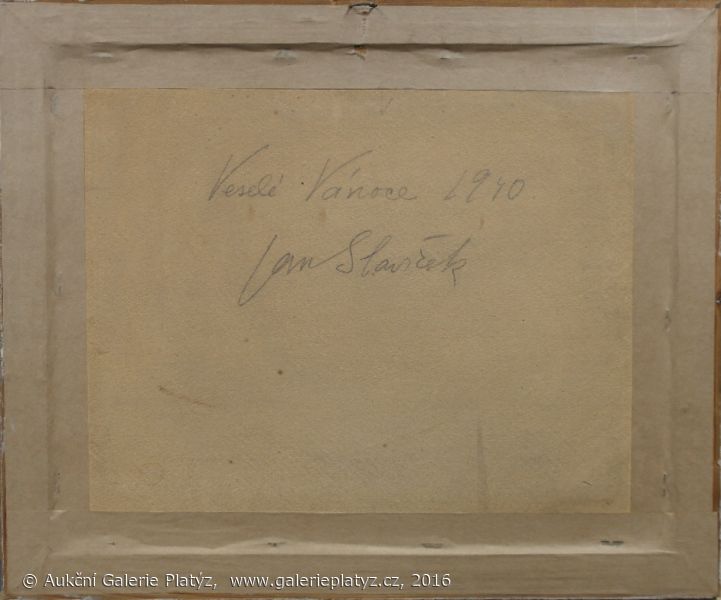 Veselé Vánoce 1940
Jan Slavíček
© Aukční Galerie Platýz, www.galerieplatyz.cz, 2016